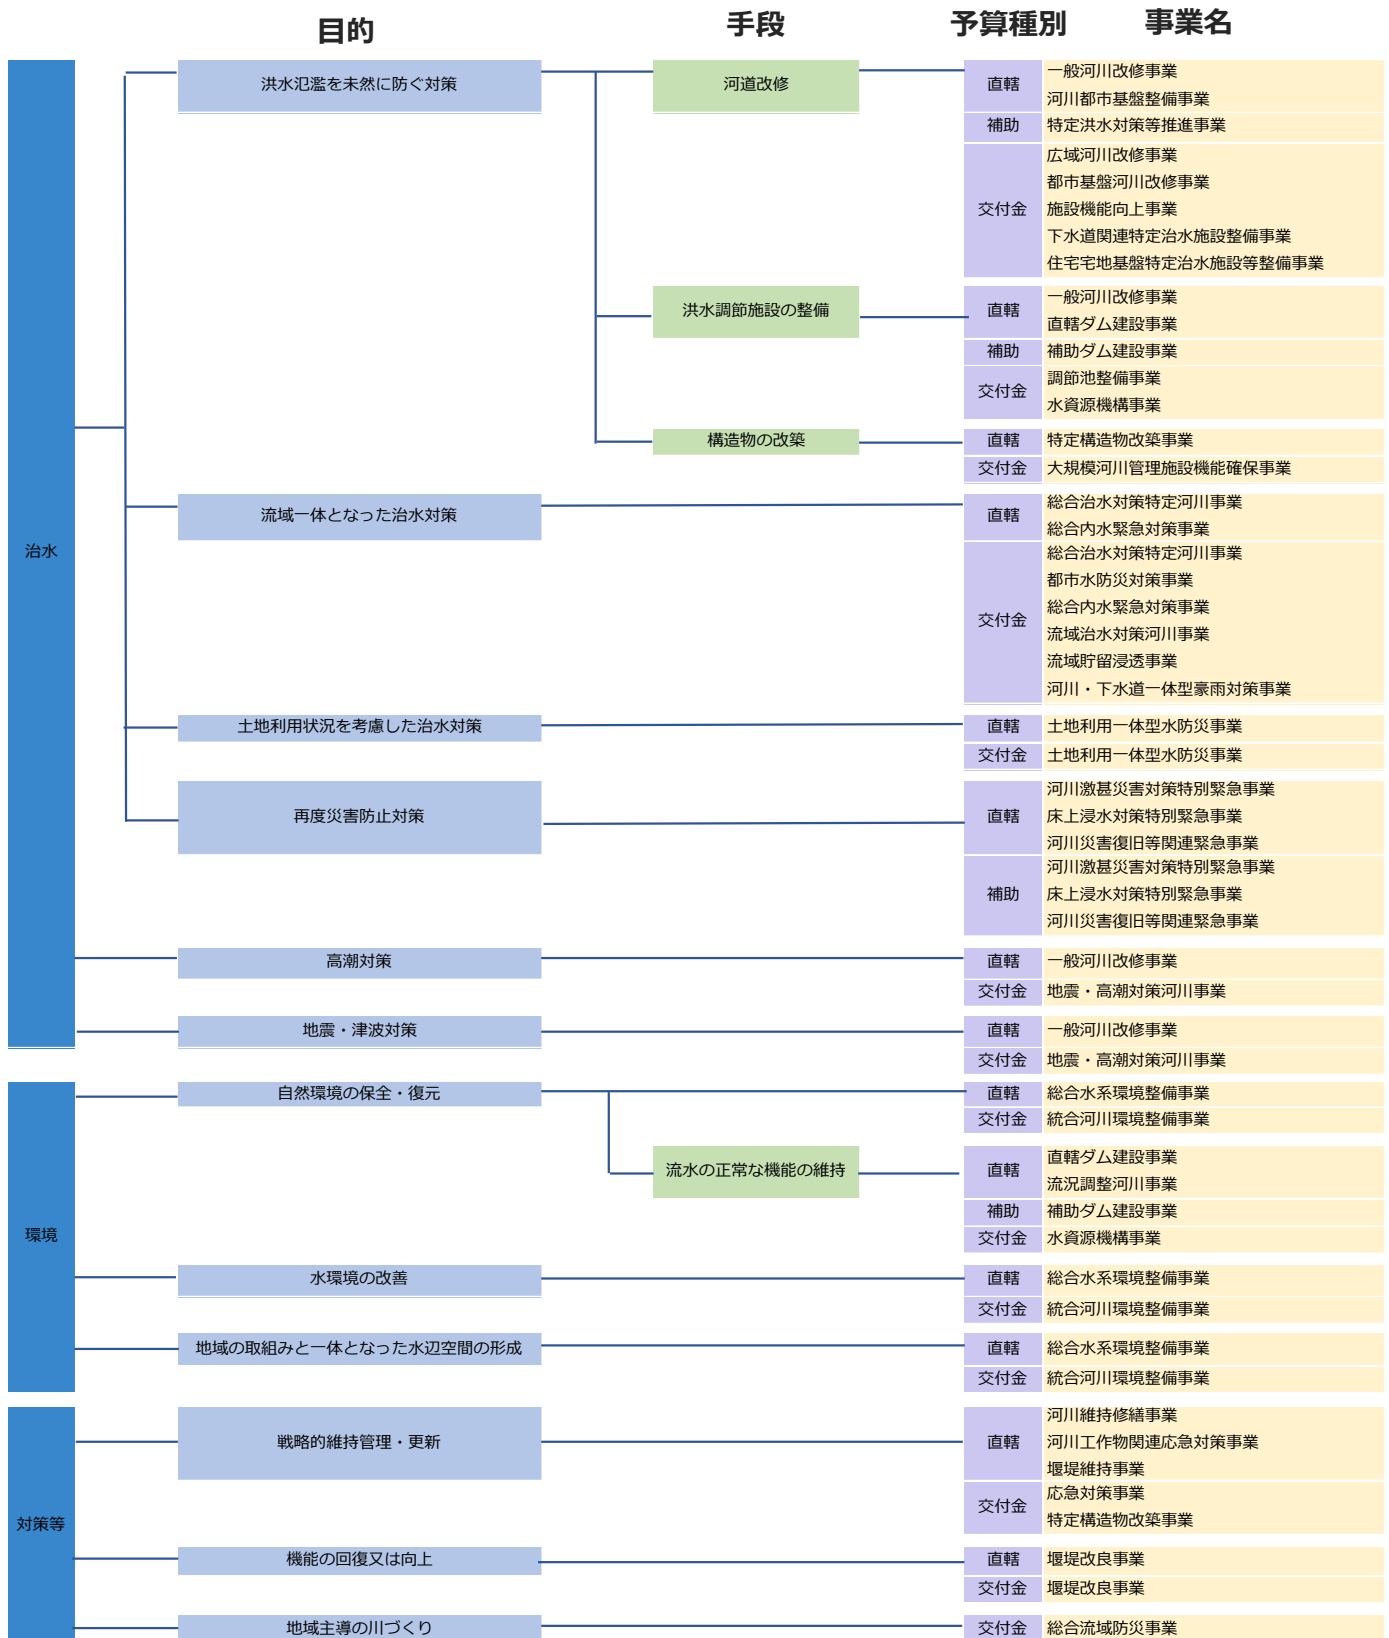 目的 手段 予算種別 事業名
治水
洪水氾濫を未然に防ぐ対策
河道改修
直轄
一般河川改修事業
河川都市基盤整備事業
補助 特定洪水対策等推進事業
交付金
広域河川改修事業
都市基盤河川改修事業
施設機能向上事業
下水道関連特定治水施設整備事業
住宅宅地基盤特定治水施設等整備事業
洪水調節施設の整備
直轄
一般河川改修事業
直轄ダム建設事業
補助 補助ダム建設事業
交付金
調節池整備事業
水資源機構事業
構造物の改築 直轄 特定構造物改築事業
交付金 大規模河川管理施設機能確保事業
流域一体となった治水対策
直轄
総合治水対策特定河川事業
総合内水緊急対策事業
交付金
総合治水対策特定河川事業
都市水防災対策事業
総合内水緊急対策事業
流域治水対策河川事業
流域貯留浸透事業
河川・下水道一体型豪雨対策事業
土地利用状況を考慮した治水対策 直轄 土地利用一体型水防災事業
交付金 土地利用一体型水防災事業
再度災害防止対策
直轄
河川激甚災害対策特別緊急事業
床上浸水対策特別緊急事業
河川災害復旧等関連緊急事業
補助
河川激甚災害対策特別緊急事業
床上浸水対策特別緊急事業
河川災害復旧等関連緊急事業
高潮対策 直轄 一般河川改修事業
交付金 地震・高潮対策河川事業
地震・津波対策 直轄 一般河川改修事業
交付金 地震・高潮対策河川事業
環境
自然環境の保全・復元 直轄 総合水系環境整備事業
交付金 統合河川環境整備事業
流水の正常な機能の維持
直轄
直轄ダム建設事業
流況調整河川事業
補助 補助ダム建設事業
交付金 水資源機構事業
水環境の改善 直轄 総合水系環境整備事業
交付金 統合河川環境整備事業
地域の取組みと一体となった水辺空間の形成 直轄 総合水系環境整備事業
交付金 統合河川環境整備事業
対策等
戦略的維持管理・更新
直轄
河川維持修繕事業
河川工作物関連応急対策事業
堰堤維持事業
交付金
応急対策事業
特定構造物改築事業
機能の回復又は向上 直轄 堰堤改良事業
交付金 堰堤改良事業
地域主導の川づくり 交付金 総合流域防災事業